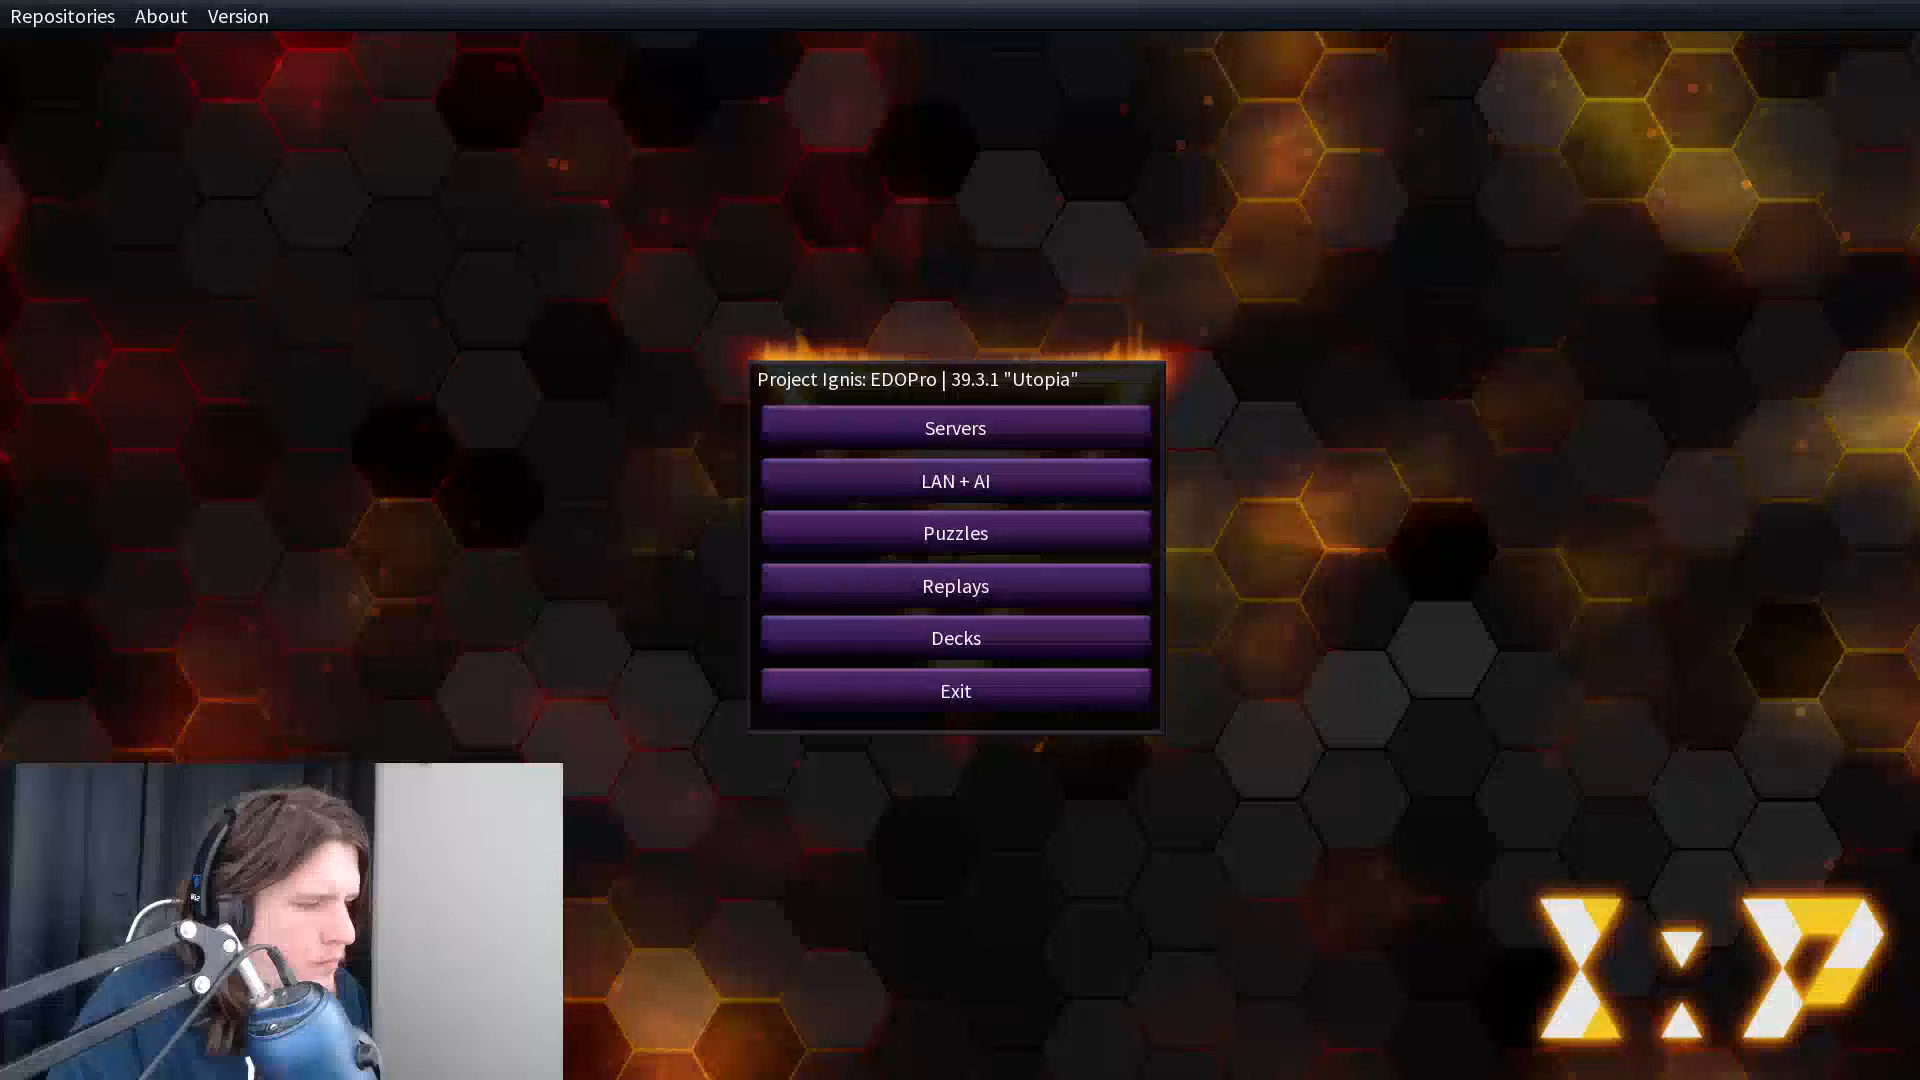 Repositories About Version
Project Ignis: EDOPro | 39.3.1 "Utopia"
Servers
LAN + AI
Puzzles
Replays
Decks
Exit
X:P